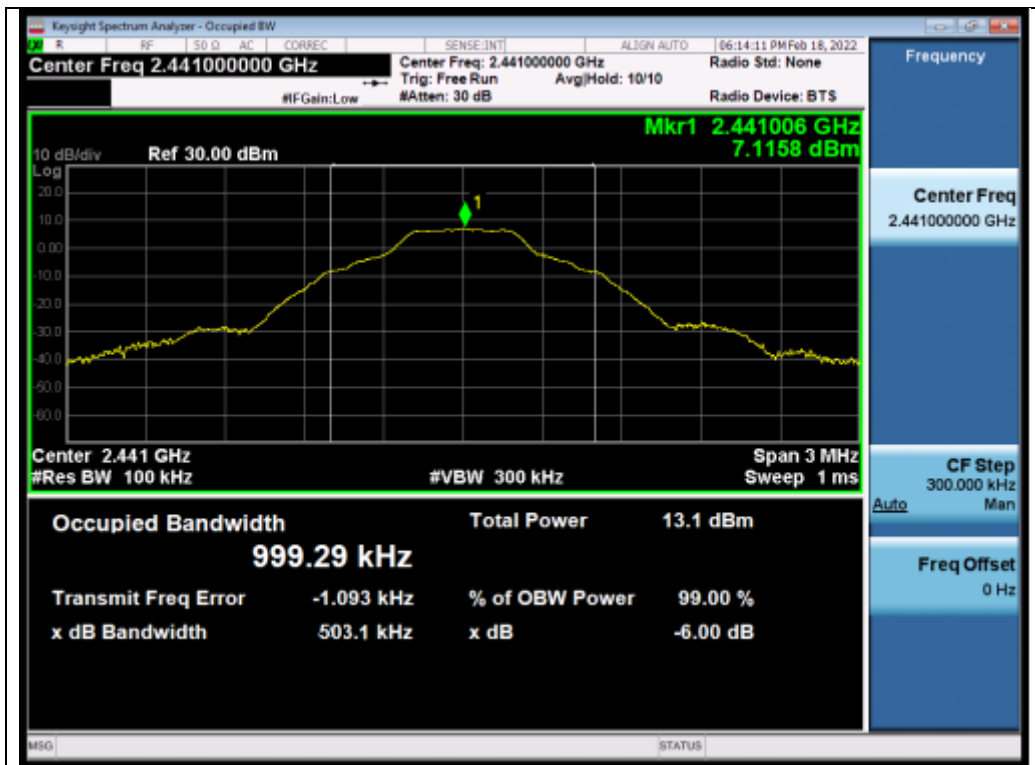 Keysight Spectrum Analyzer - Occupied BW
R RF 50 Ω AC CORREC SENSE:INT ALIGN AUTO 06:14:11 PM Feb 18, 2022
Center Freq 2.441000000 GHz
Center Freq: 2.441000000 GHz
Radio Std: None
Trig: Free Run Avg|Hold: 10/10
#IFGain:Low #Atten: 30 dB Radio Device: BTS
Mkr1 2.441006 GHz
7.1158 dBm
10 dB/div Ref 30.00 dBm
Log
20.0
1
10.0
0.00
-10.0
-20.0
-30.0
-40.0
-50.0
-60.0
Center 2.441 GHz Span 3 MHz
#Res BW 100 kHz #VBW 300 kHz Sweep 1 ms
Occupied Bandwidth Total Power 13.1 dBm
999.29 kHz
Transmit Freq Error -1.093 kHz % of OBW Power 99.00 %
x dB Bandwidth 503.1 kHz x dB -6.00 dB
Frequency
Center Freq
2.441000000 GHz
CF Step
300.000 kHz
Auto Man
Freq Offset
0 Hz
MSG STATUS